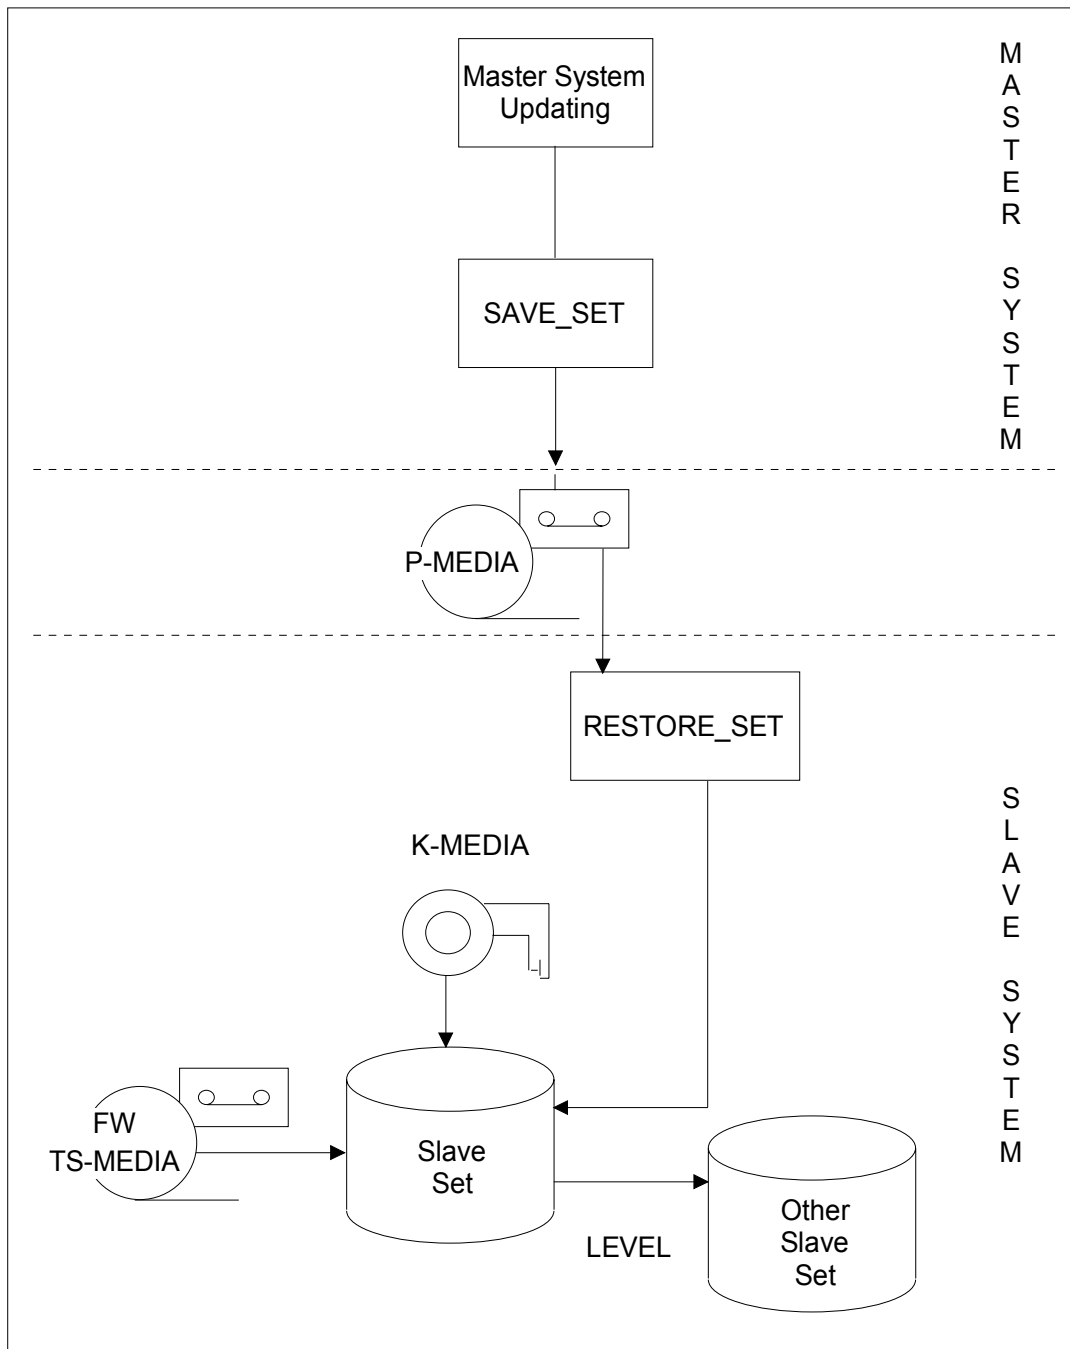 Master System
Updating
MASTER SYSTEM
SAVE_SET
P-MEDIA
RESTORE_SET
SLAVE SYSTEM
K-MEDIA
FW
TS-MEDIA
Slave
Set
LEVEL
Other
Slave
Set